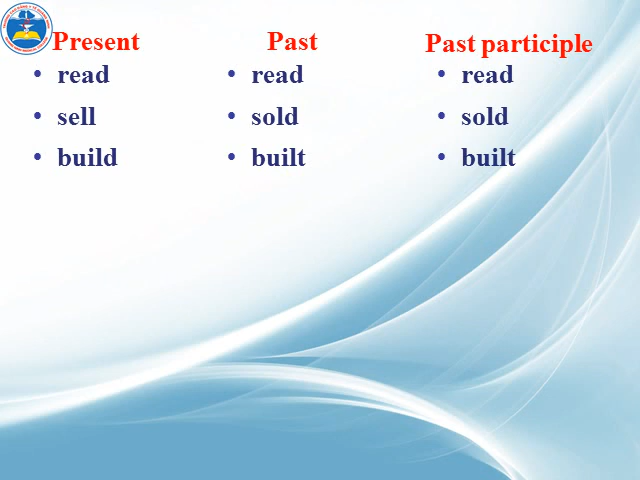 Present Past Past participle
• read • read • read
• sell • sold • sold
• build • built • built